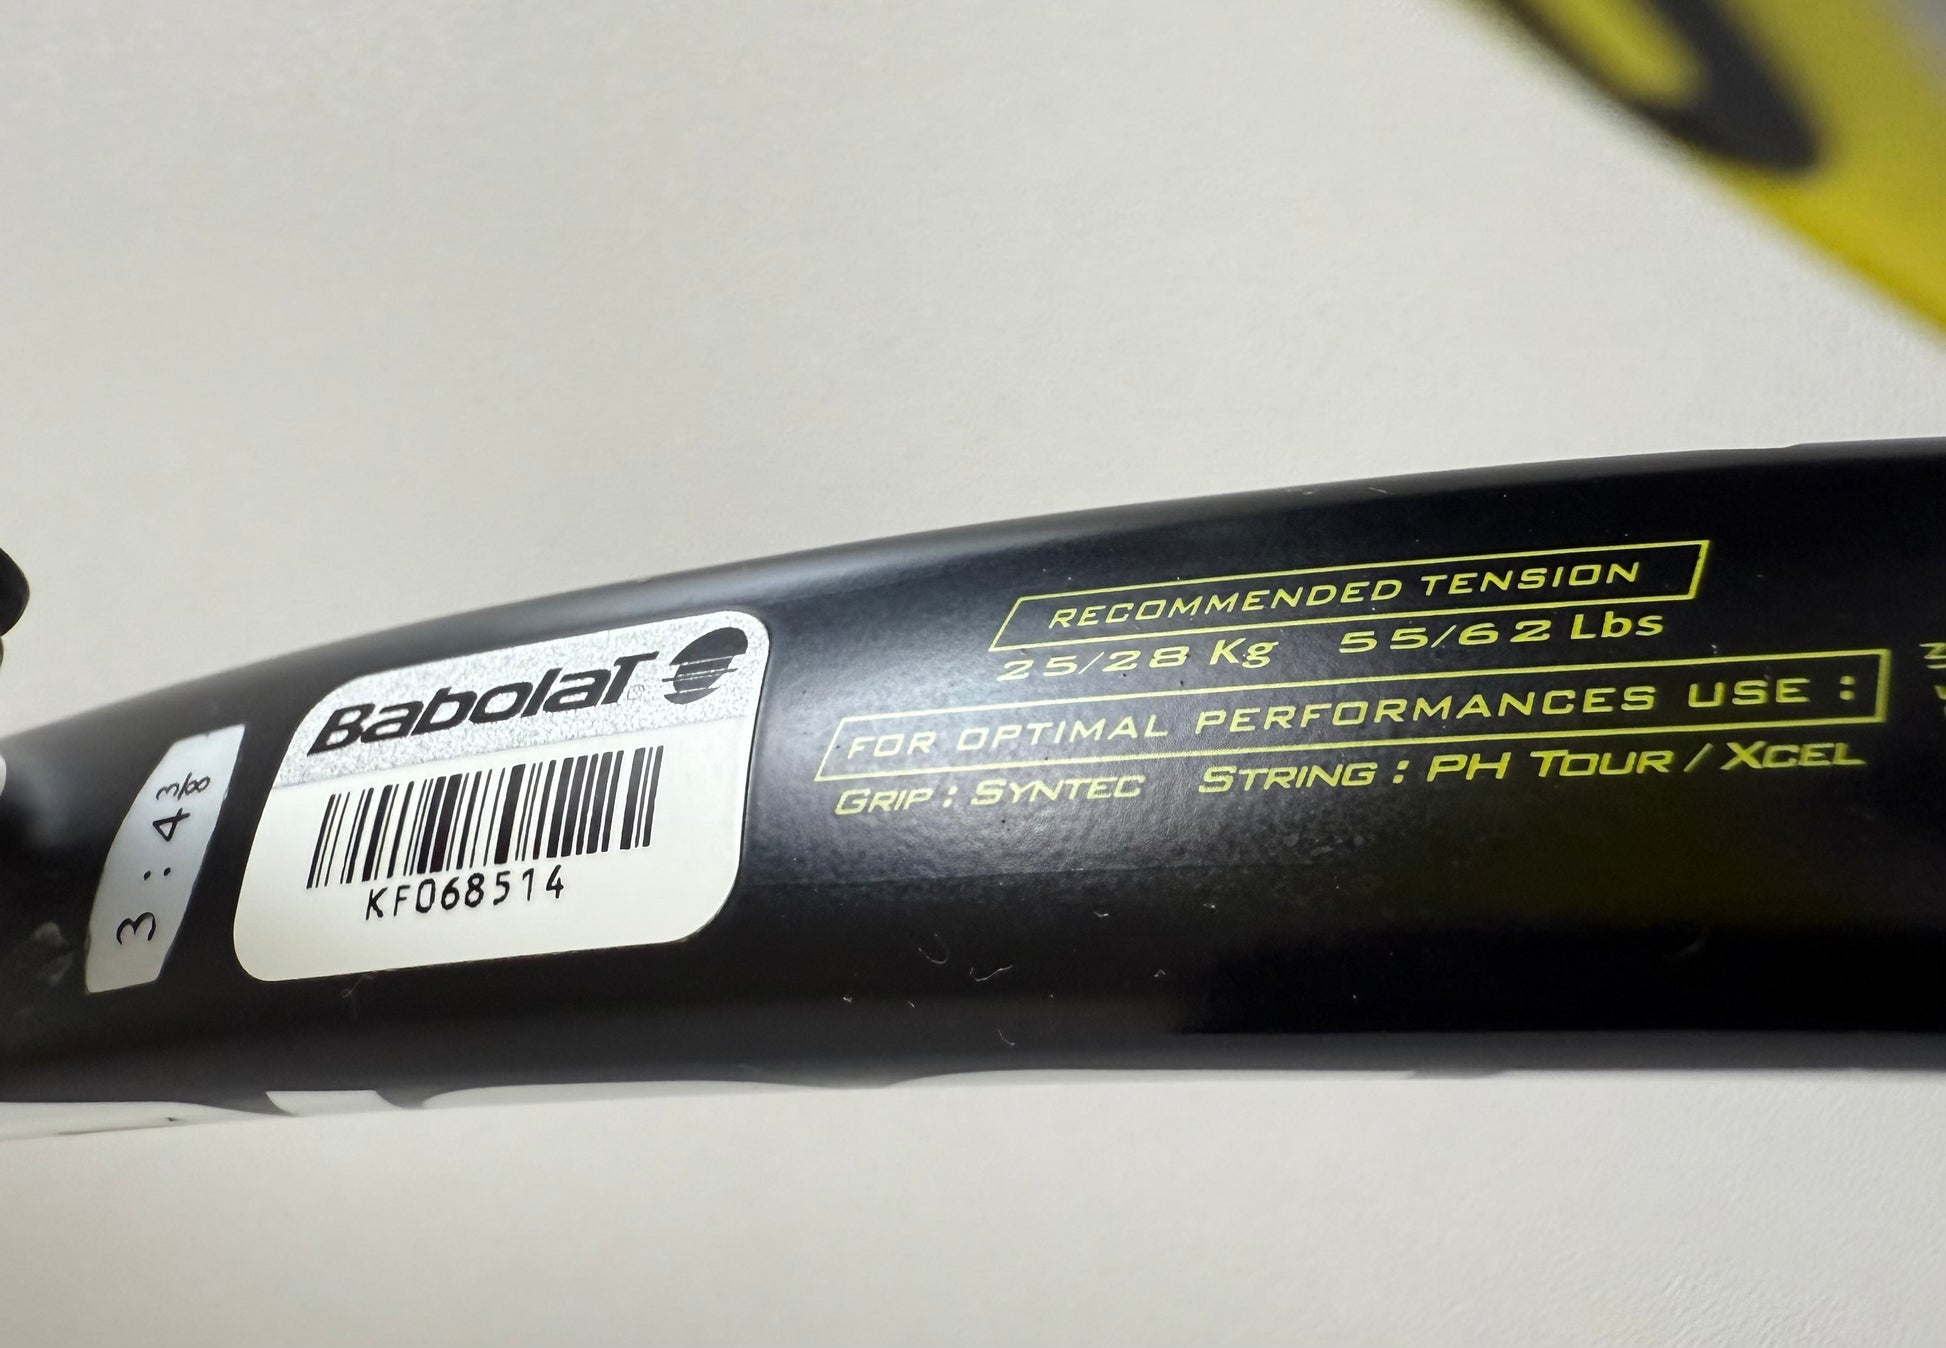 3 : 4 3/8
BabolaT
KF068514
RECOMMENDED TENSION
25/28 Kg 55/62 Lbs
FOR OPTIMAL PERFORMANCES USE :
GRIP : SYNTEC STRING : PH TOUR / XCEL